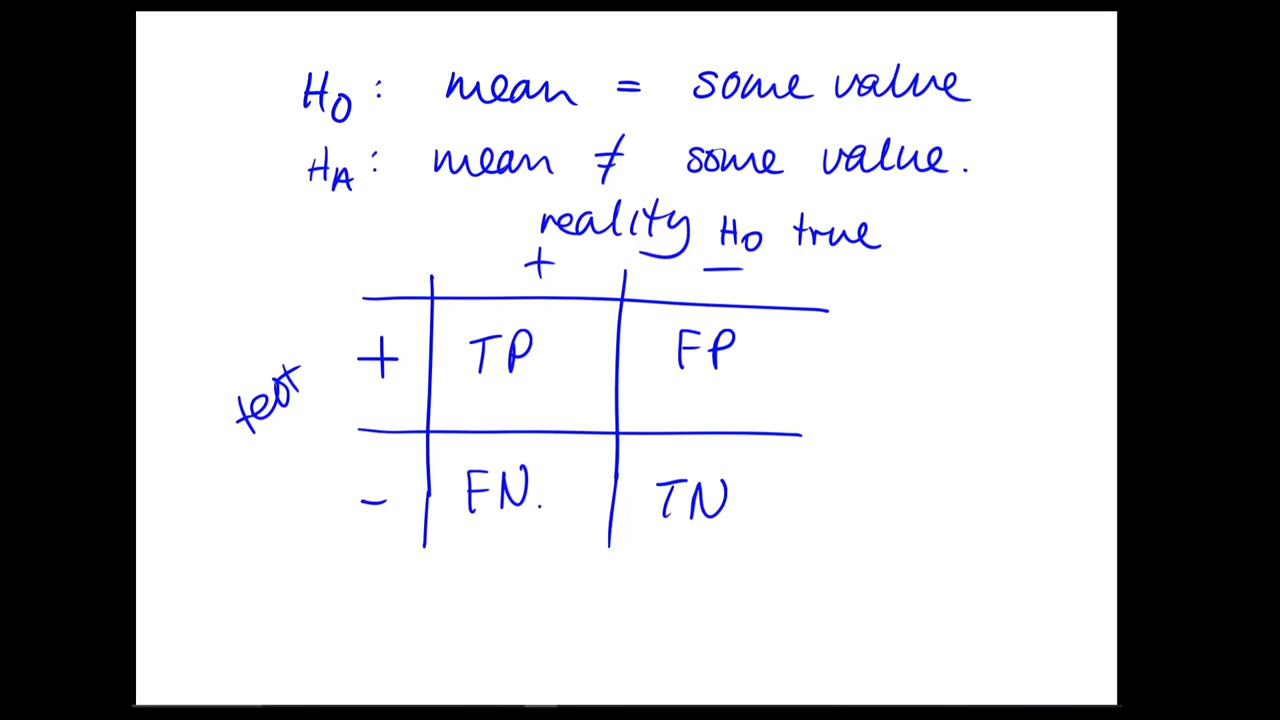 H0 : mean = some value
HA : mean ≠ some value.
reality H0 true
+ −
+ TP FP
test
− FN. TN